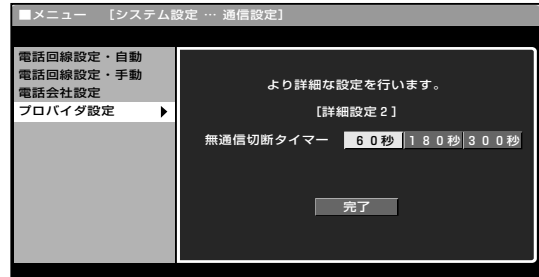 ■メニュー [システム設定 … 通信設定]
電話回線設定・自動
電話回線設定・手動
電話会社設定
プロバイダ設定 ▶
より詳細な設定を行います。
[詳細設定２]
無通信切断タイマー ６０秒 １８０秒 ３００秒
完了